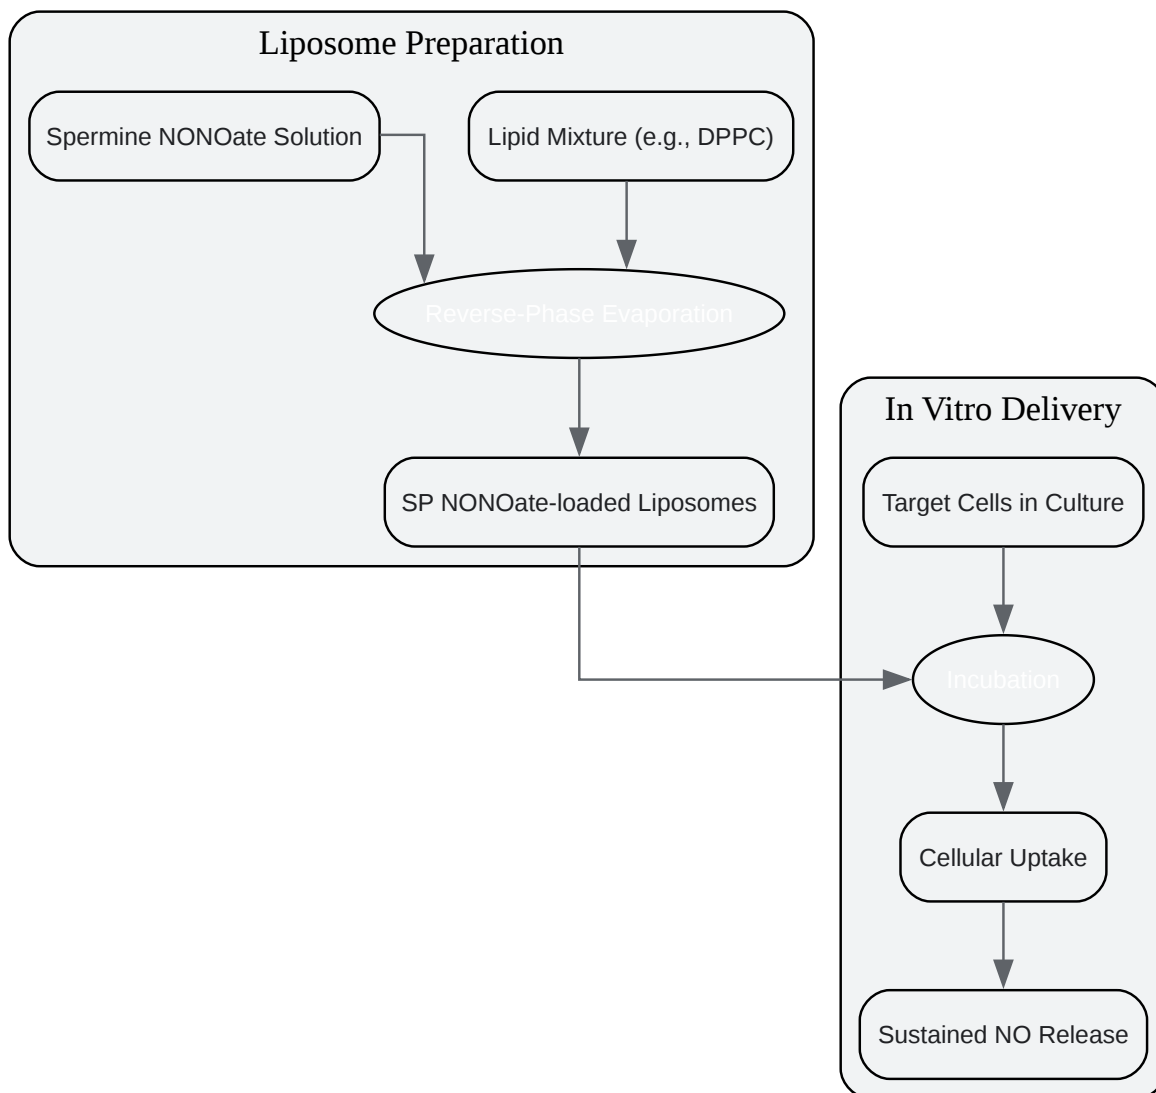 Liposome Preparation
Spermine NONOate Solution
Lipid Mixture (e.g., DPPC)
Reverse-Phase Evaporation
SP NONOate-loaded Liposomes
In Vitro Delivery
Target Cells in Culture
Incubation
Cellular Uptake
Sustained NO Release